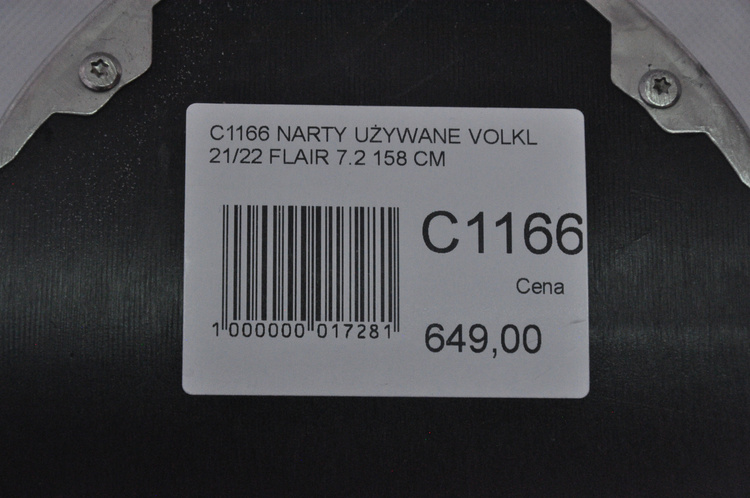 C1166 NARTY UŻYWANE VOLKL
21/22 FLAIR 7.2 158 CM
C1166
Cena
649,00
1 000000 017281